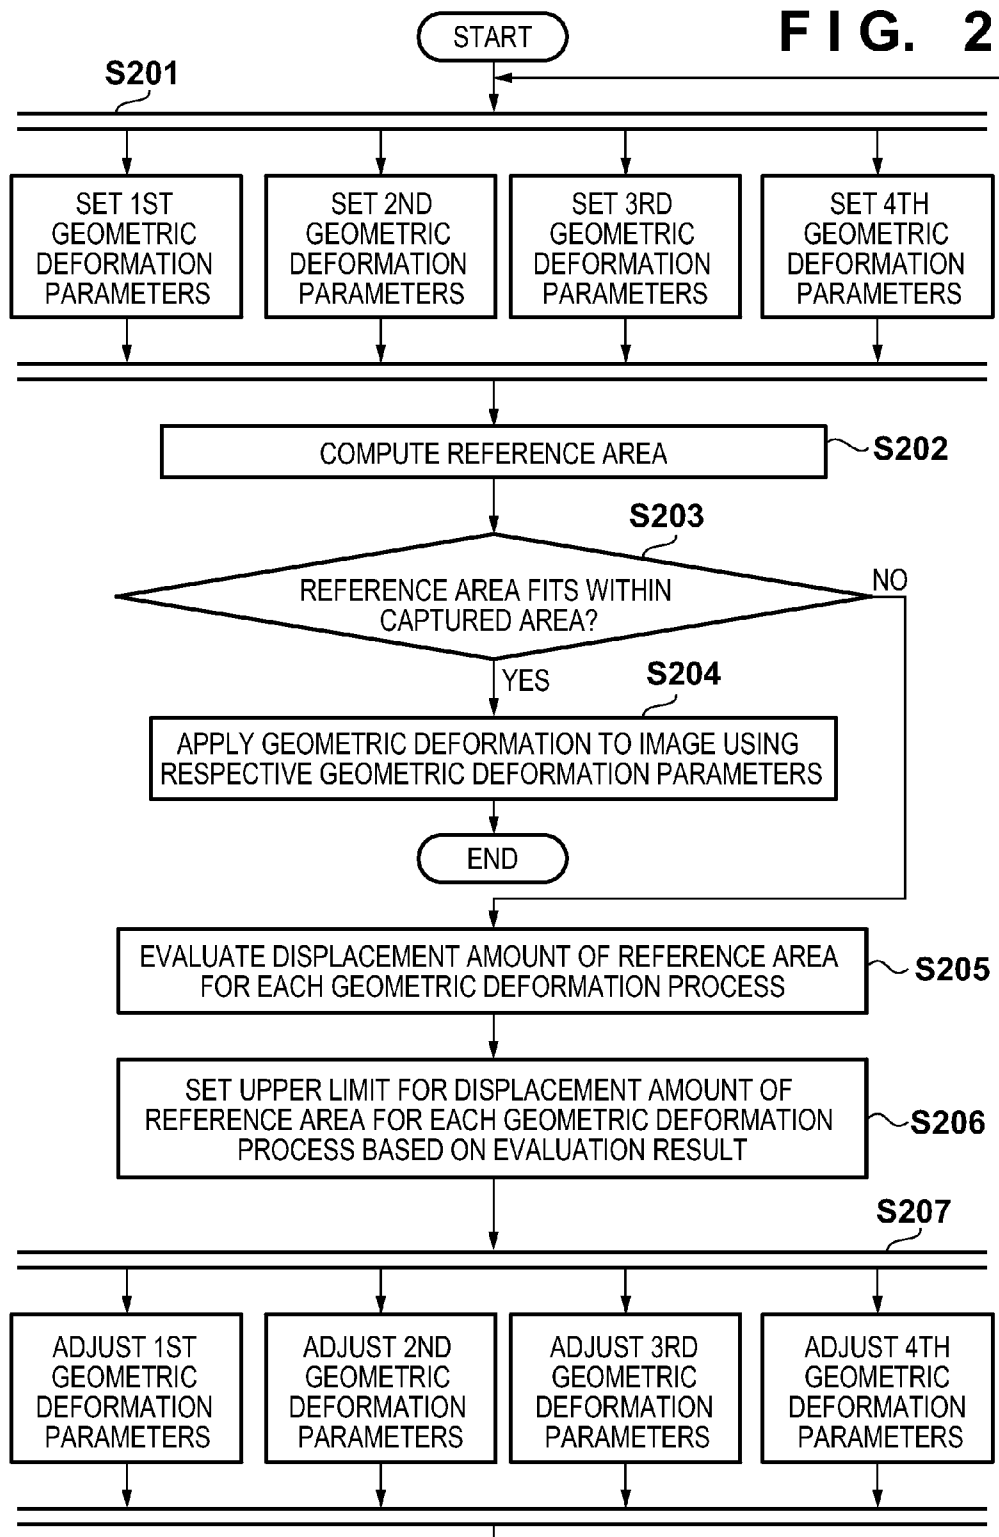 START
FIG. 2
S201
SET 1ST
GEOMETRIC
DEFORMATION
PARAMETERS
SET 2ND
GEOMETRIC
DEFORMATION
PARAMETERS
SET 3RD
GEOMETRIC
DEFORMATION
PARAMETERS
SET 4TH
GEOMETRIC
DEFORMATION
PARAMETERS
COMPUTE REFERENCE AREA
S202
S203
REFERENCE AREA FITS WITHIN
CAPTURED AREA?
NO
YES
S204
APPLY GEOMETRIC DEFORMATION TO IMAGE USING
RESPECTIVE GEOMETRIC DEFORMATION PARAMETERS
END
EVALUATE DISPLACEMENT AMOUNT OF REFERENCE AREA
FOR EACH GEOMETRIC DEFORMATION PROCESS
S205
SET UPPER LIMIT FOR DISPLACEMENT AMOUNT OF
REFERENCE AREA FOR EACH GEOMETRIC DEFORMATION
PROCESS BASED ON EVALUATION RESULT
S206
S207
ADJUST 1ST
GEOMETRIC
DEFORMATION
PARAMETERS
ADJUST 2ND
GEOMETRIC
DEFORMATION
PARAMETERS
ADJUST 3RD
GEOMETRIC
DEFORMATION
PARAMETERS
ADJUST 4TH
GEOMETRIC
DEFORMATION
PARAMETERS